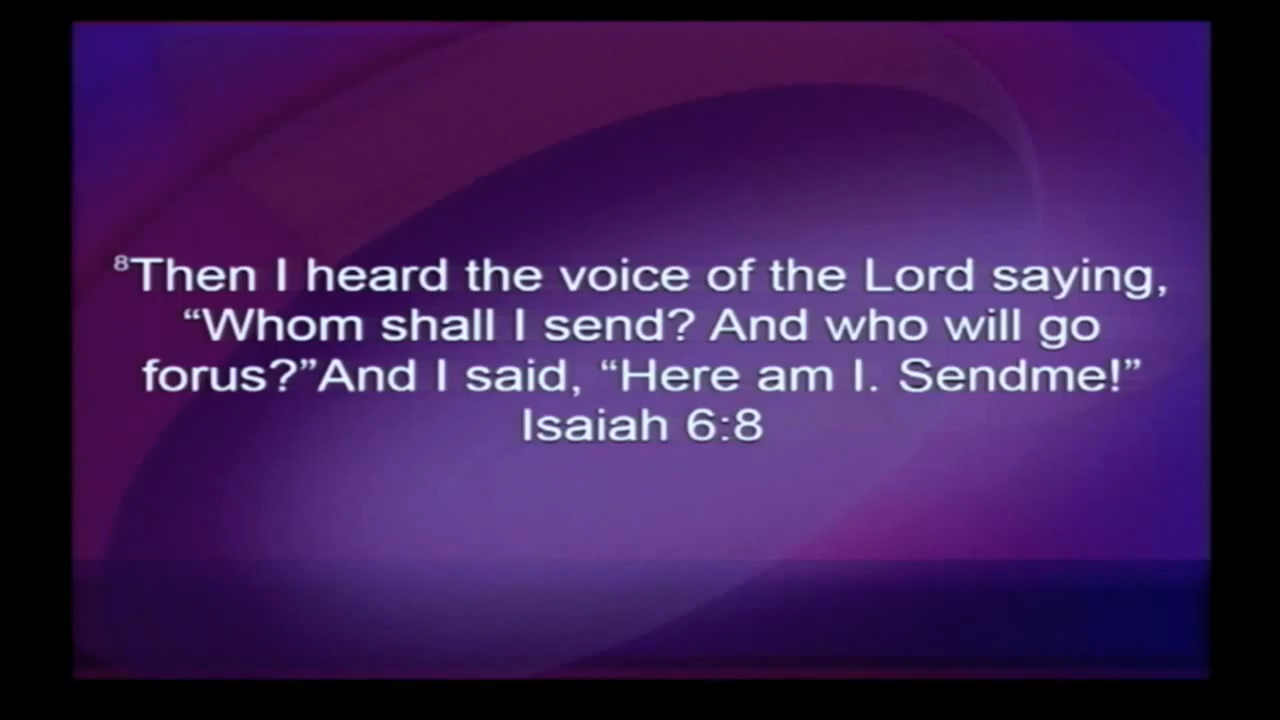 ⁸Then I heard the voice of the Lord saying,
“Whom shall I send? And who will go
forus?”And I said, “Here am I. Sendme!”
Isaiah 6:8